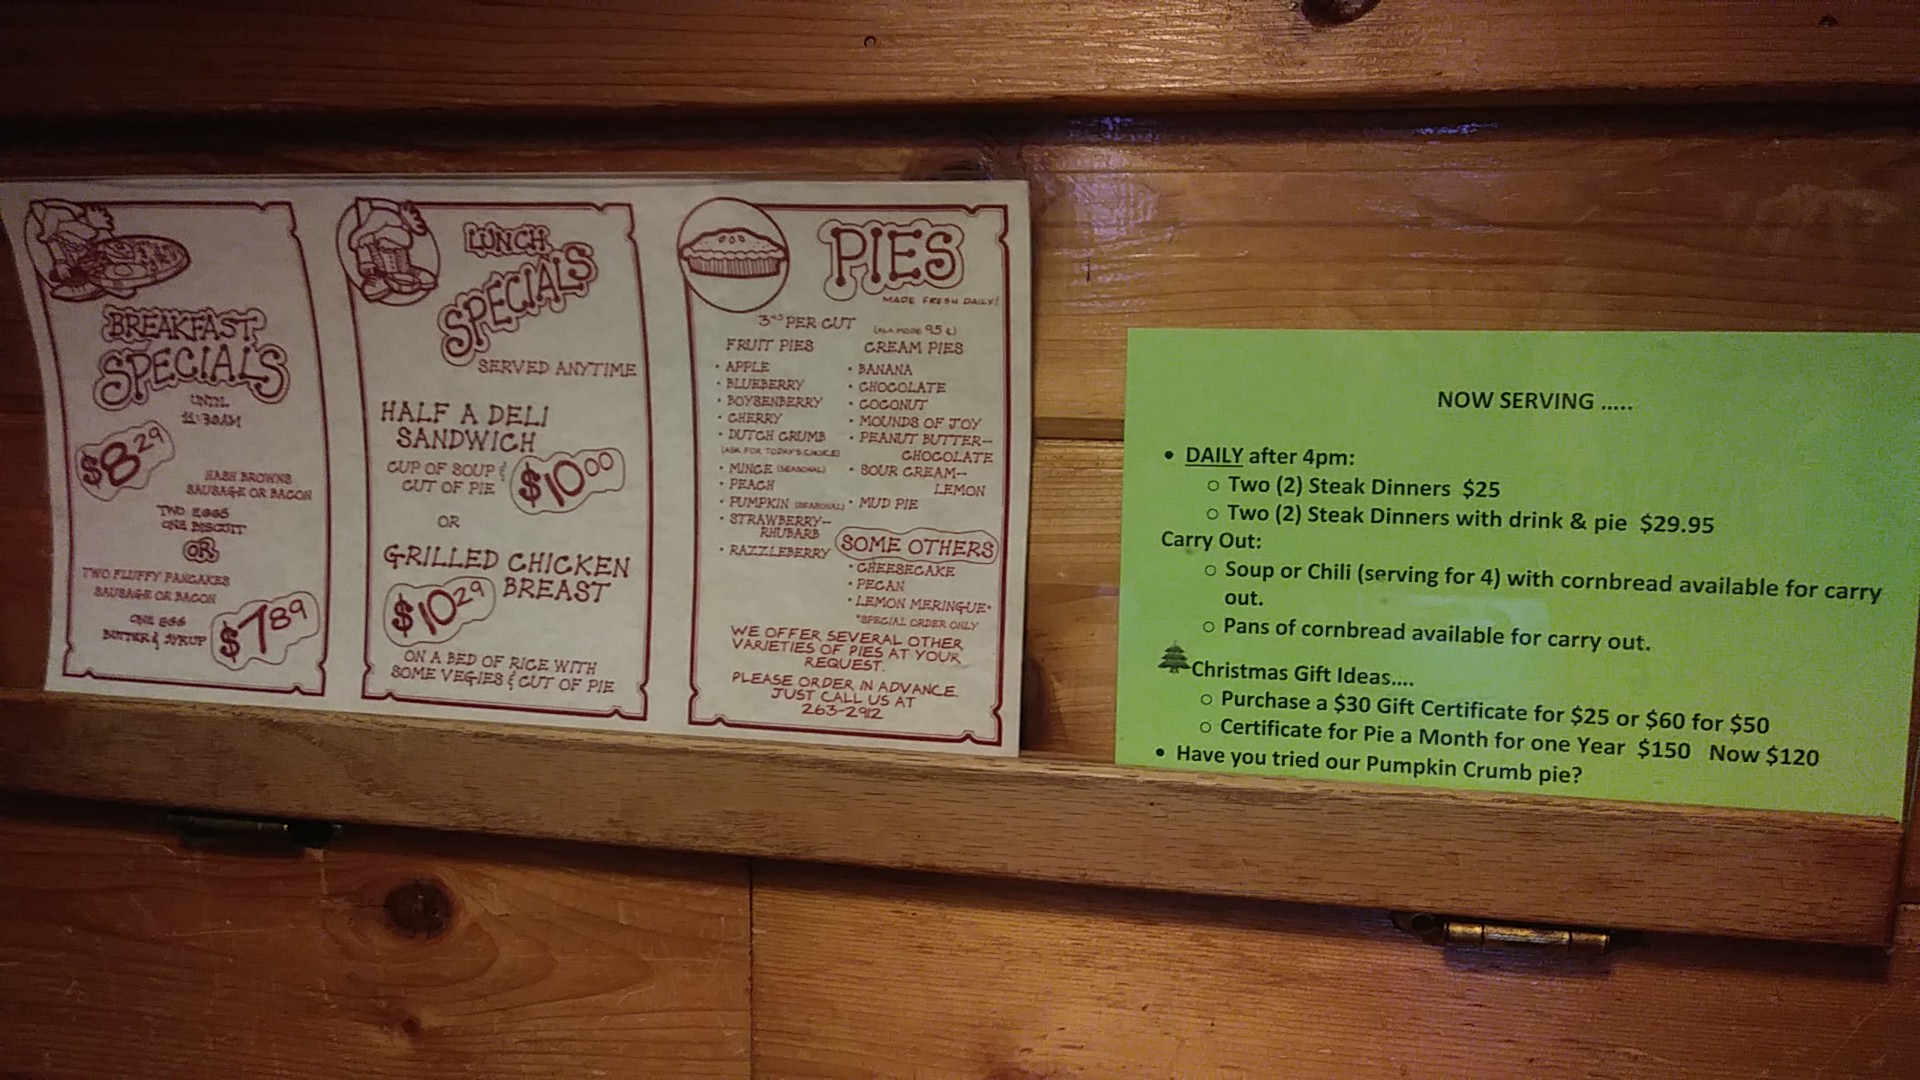 BREAKFAST
SPECIALS
UNTIL
11:30AM
$8.29
HASH BROWNS
SAUSAGE OR BACON
TWO EGGS
ONE BISCUIT
OR
TWO FLUFFY PANCAKES
SAUSAGE OR BACON
ONE EGG
BUTTER & SYRUP
$7.89
LUNCH
SPECIALS
SERVED ANYTIME
HALF A DELI
SANDWICH
CUP OF SOUP &
CUT OF PIE
$10.00
OR
GRILLED CHICKEN
BREAST
$10.29
ON A BED OF RICE WITH
SOME VEGIES & CUT OF PIE
PIES
MADE FRESH DAILY!
PER CUT
(ALA MODE 95¢)
FRUIT PIES
• APPLE
• BLUEBERRY
• BOYSENBERRY
• CHERRY
• DUTCH CRUMB
(ASK FOR TODAY'S CHOICE)
• MINCE (SEASONAL)
• PEACH
• PUMPKIN (SEASONAL)
• STRAWBERRY-
RHUBARB
• RAZZLEBERRY
CREAM PIES
• BANANA
• CHOCOLATE
• COCONUT
• MOUNDS OF JOY
• PEANUT BUTTER-
CHOCOLATE
• SOUR CREAM-
LEMON
• MUD PIE
SOME OTHERS
• CHEESECAKE
• PECAN
• LEMON MERINGUE*
*SPECIAL ORDER ONLY
WE OFFER SEVERAL OTHER
VARIETIES OF PIES AT YOUR
REQUEST.
PLEASE ORDER IN ADVANCE.
JUST CALL US AT
263-2912
NOW SERVING .....
• DAILY after 4pm:
o Two (2) Steak Dinners $25
o Two (2) Steak Dinners with drink & pie $29.95
Carry Out:
o Soup or Chili (serving for 4) with cornbread available for carry
out.
o Pans of cornbread available for carry out.
Christmas Gift Ideas....
o Purchase a $30 Gift Certificate for $25 or $60 for $50
o Certificate for Pie a Month for one Year $150 Now $120
• Have you tried our Pumpkin Crumb pie?